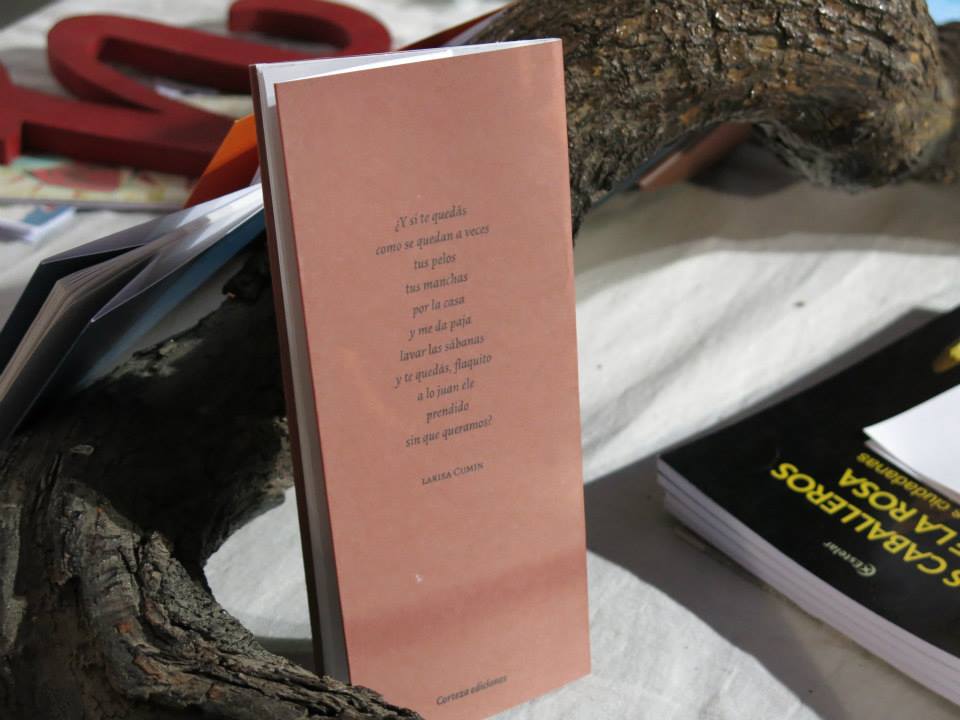 ¿Y si te quedás
como se quedan a veces
tus pelos
tus manchas
por la casa
y me da paja
lavar las sábanas
y te quedás, flaquito
a lo juan ele
prendido
sin que queramos?
LARISA CUMIN
Corteza ediciones
CABALLEROS
LA ROSA
ciudadanas
Estelar